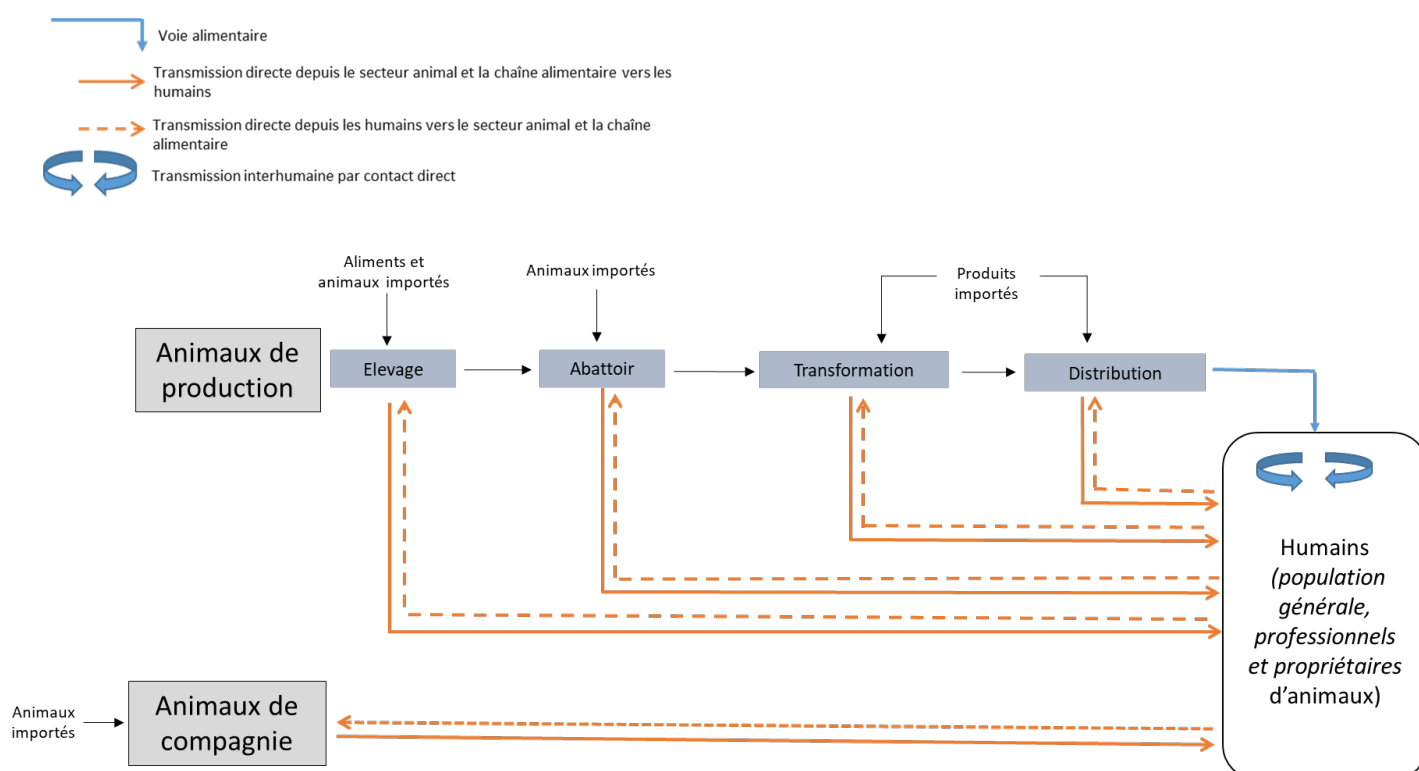 Voie alimentaire
Transmission directe depuis le secteur animal et la chaîne alimentaire vers les
humains
Transmission directe depuis les humains vers le secteur animal et la chaîne
alimentaire
Transmission interhumaine par contact direct
Aliments et
animaux importés
Animaux importés
Produits
importés
Animaux de
production
Elevage
Abattoir
Transformation
Distribution
Humains
(population
générale,
professionnels
et propriétaires
d’animaux)
Animaux
importés
Animaux de
compagnie